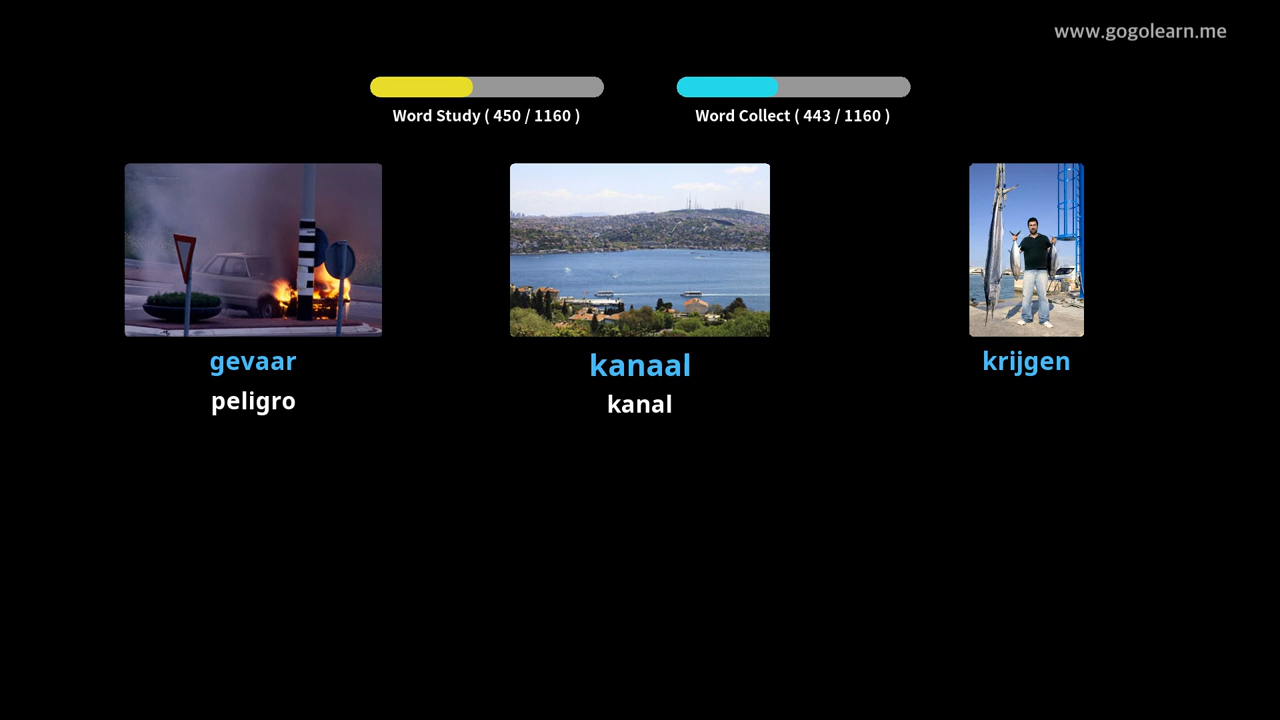 www.gogolearn.me
Word Study ( 450 / 1160 )
Word Collect ( 443 / 1160 )
gevaar
peligro
kanaal
kanal
krijgen